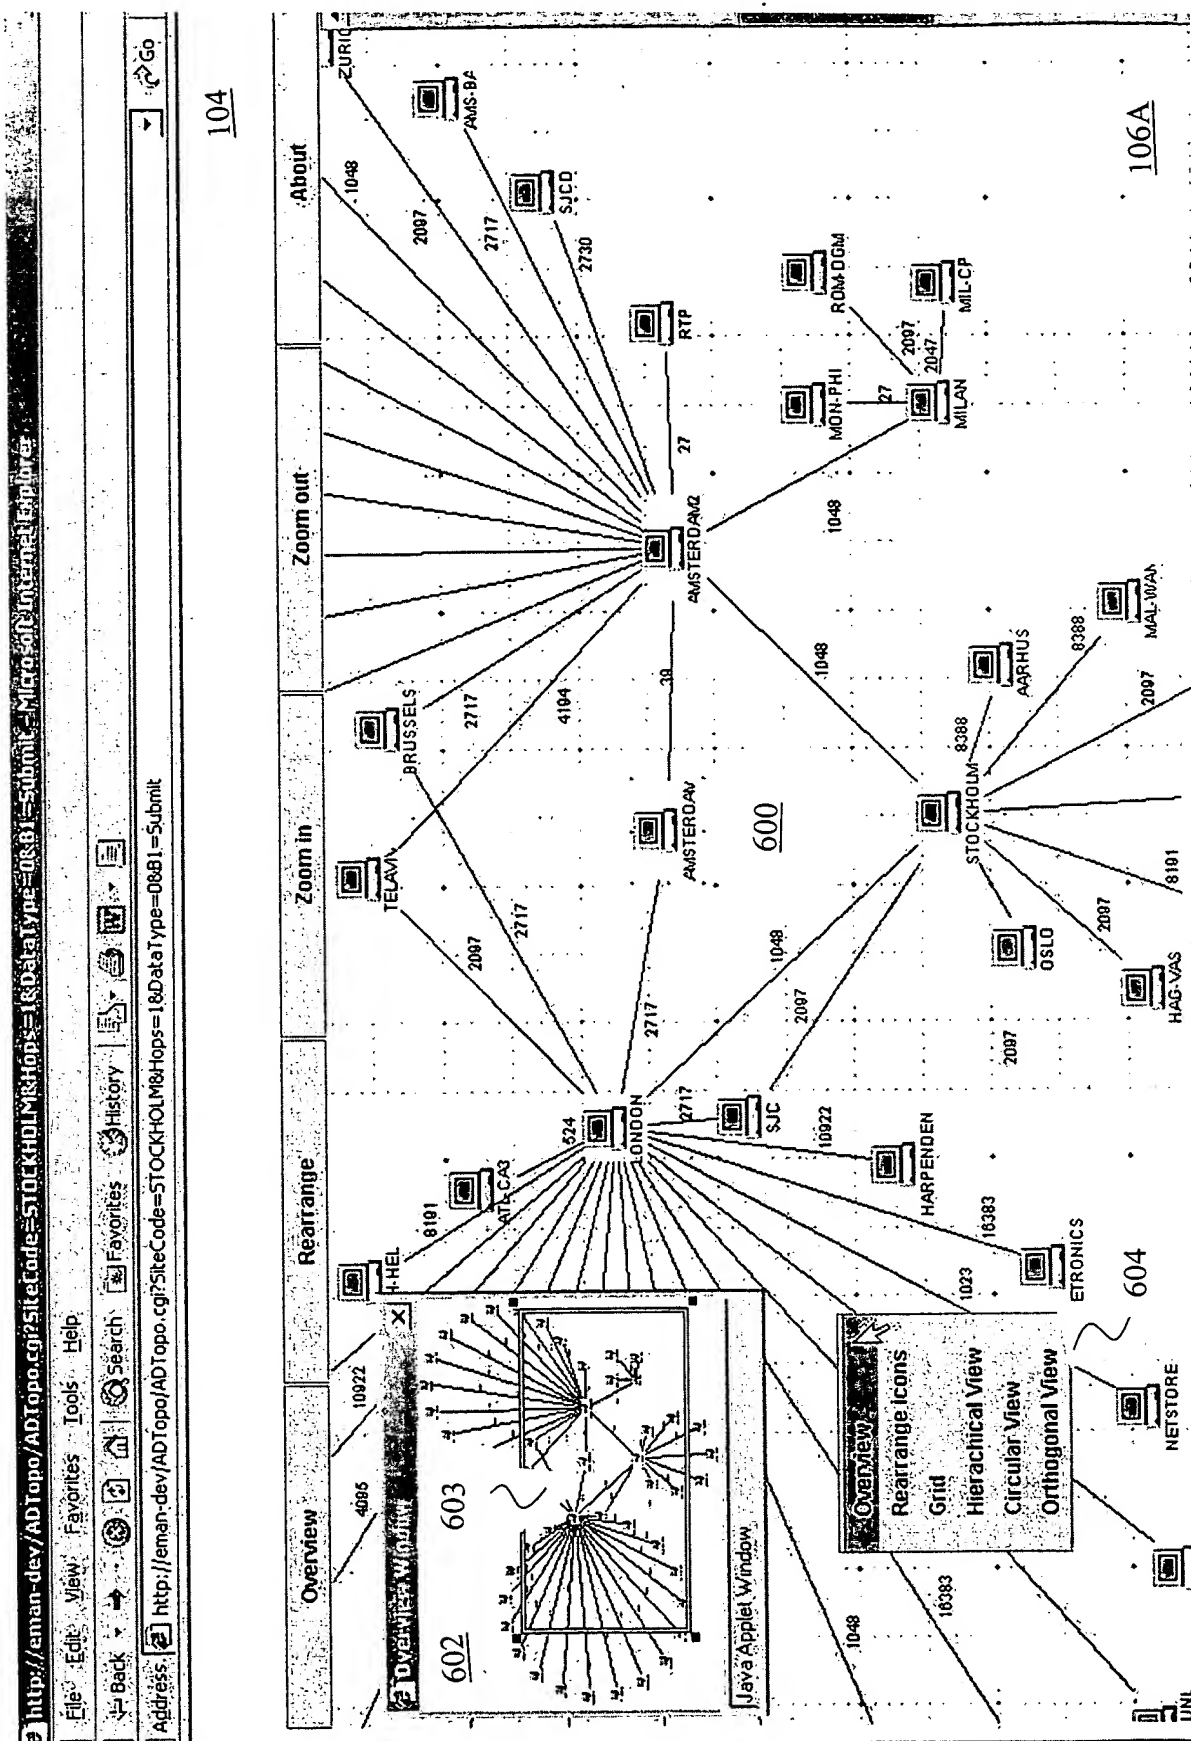 http://eman-dev/ADTopo/ADTopo.cgi?SiteCode=STOCKHOLM&Hops=1&DataType=0&B1=Submit - Microsoft Internet Explorer
File Edit View Favorites Tools Help
Back Search Favorites History
Address http://eman-dev/ADTopo/ADTopo.cgi?SiteCode=STOCKHOLM&Hops=1&DataType=0&B1=Submit Go
104
Overview Rearrange Zoom in Zoom out About
ZURIC
1048
AMS-BA
2097
2717
SJCD
2730
RTP
27
AMSTERDAM2
BRUSSELS
2717
4194
TELAVIV
2097
2717
39
AMSTERDAM
2717
H-HEL
8191
ATL-CA3
524
LONDON
10922
4095
Overview Window
602
603
Java Applet Window
600
1048
2097
2717
SJC
10922
HARPENDEN
16383
ETRONICS
1023
604
NETSTORE
Overview
Rearrange Icons
Grid
Hierachical View
Circular View
Orthogonal View
1048
16383
UNI
1048
1048
MON-PHI
27
MILAN
ROM-DGM
2097
2047
MIL-CP
106A
STOCKHOLM
8388
AARHUS
8388
MAL-WAN
2097
8191
2097
OSLO
HAG-VAS
2097